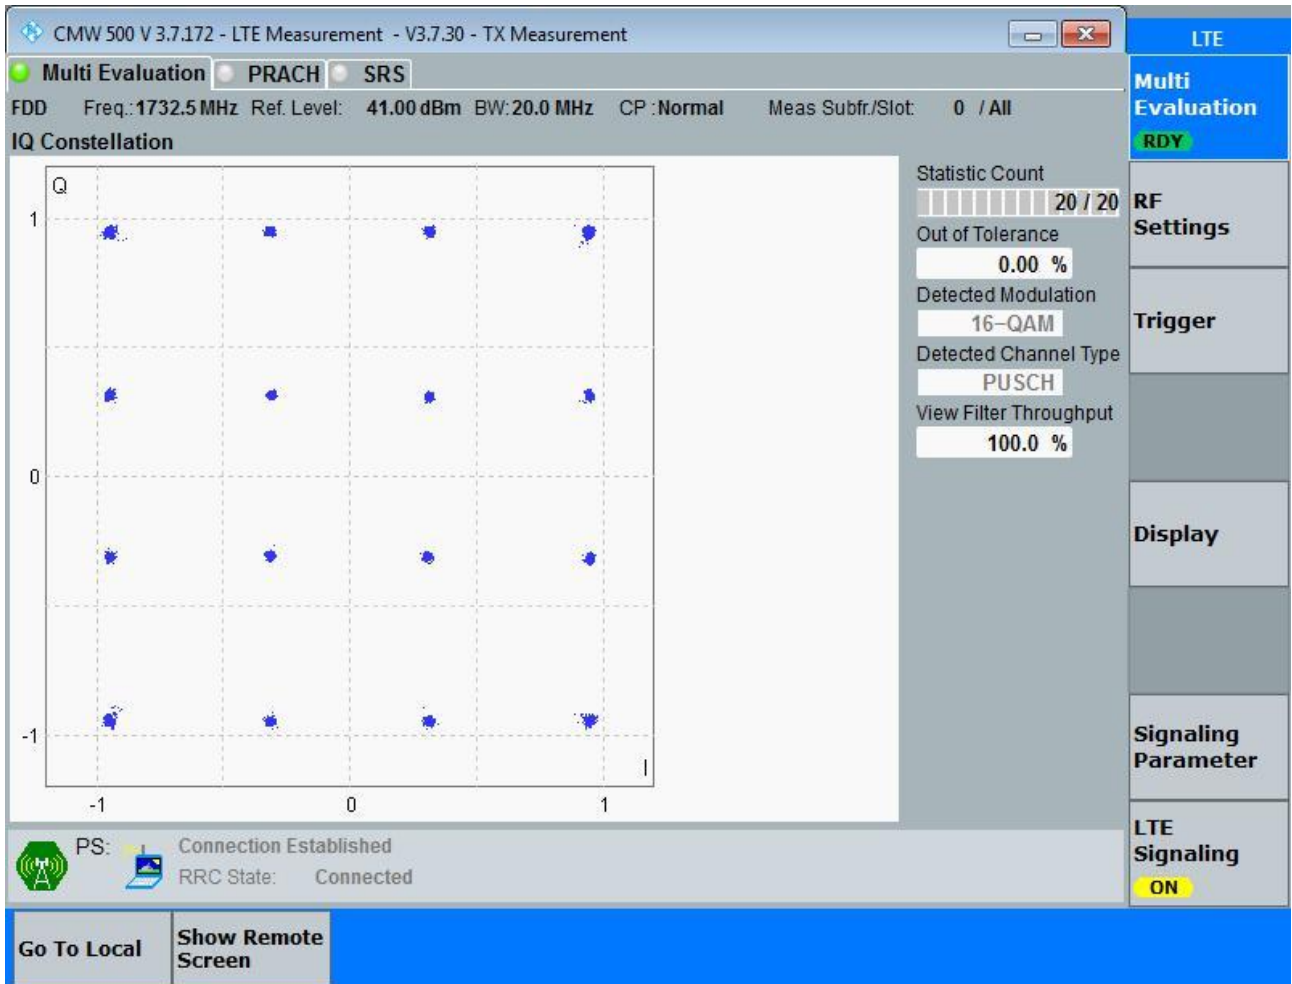 CMW 500 V 3.7.172 - LTE Measurement - V3.7.30 - TX Measurement
LTE
Multi Evaluation PRACH SRS
FDD Freq.: 1732.5 MHz Ref. Level: 41.00 dBm BW: 20.0 MHz CP : Normal Meas Subfr./Slot: 0 / All
IQ Constellation
Q
1
0
-1
I
-1 0 1
Statistic Count
20 / 20
Out of Tolerance
0.00 %
Detected Modulation
16-QAM
Detected Channel Type
PUSCH
View Filter Throughput
100.0 %
Multi
Evaluation
RDY
RF
Settings
Trigger
Display
Signaling
Parameter
LTE
Signaling
ON
PS: Connection Established
RRC State: Connected
Go To Local
Show Remote
Screen